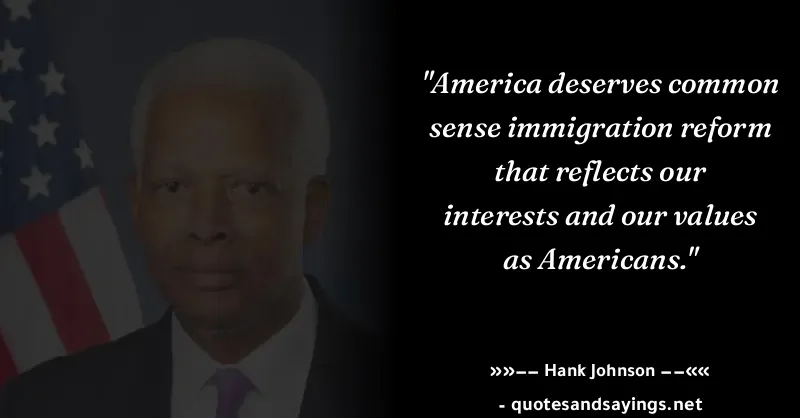 "America deserves common
sense immigration reform
that reflects our
interests and our values
as Americans."
»»–– Hank Johnson ––««
- quotesandsayings.net